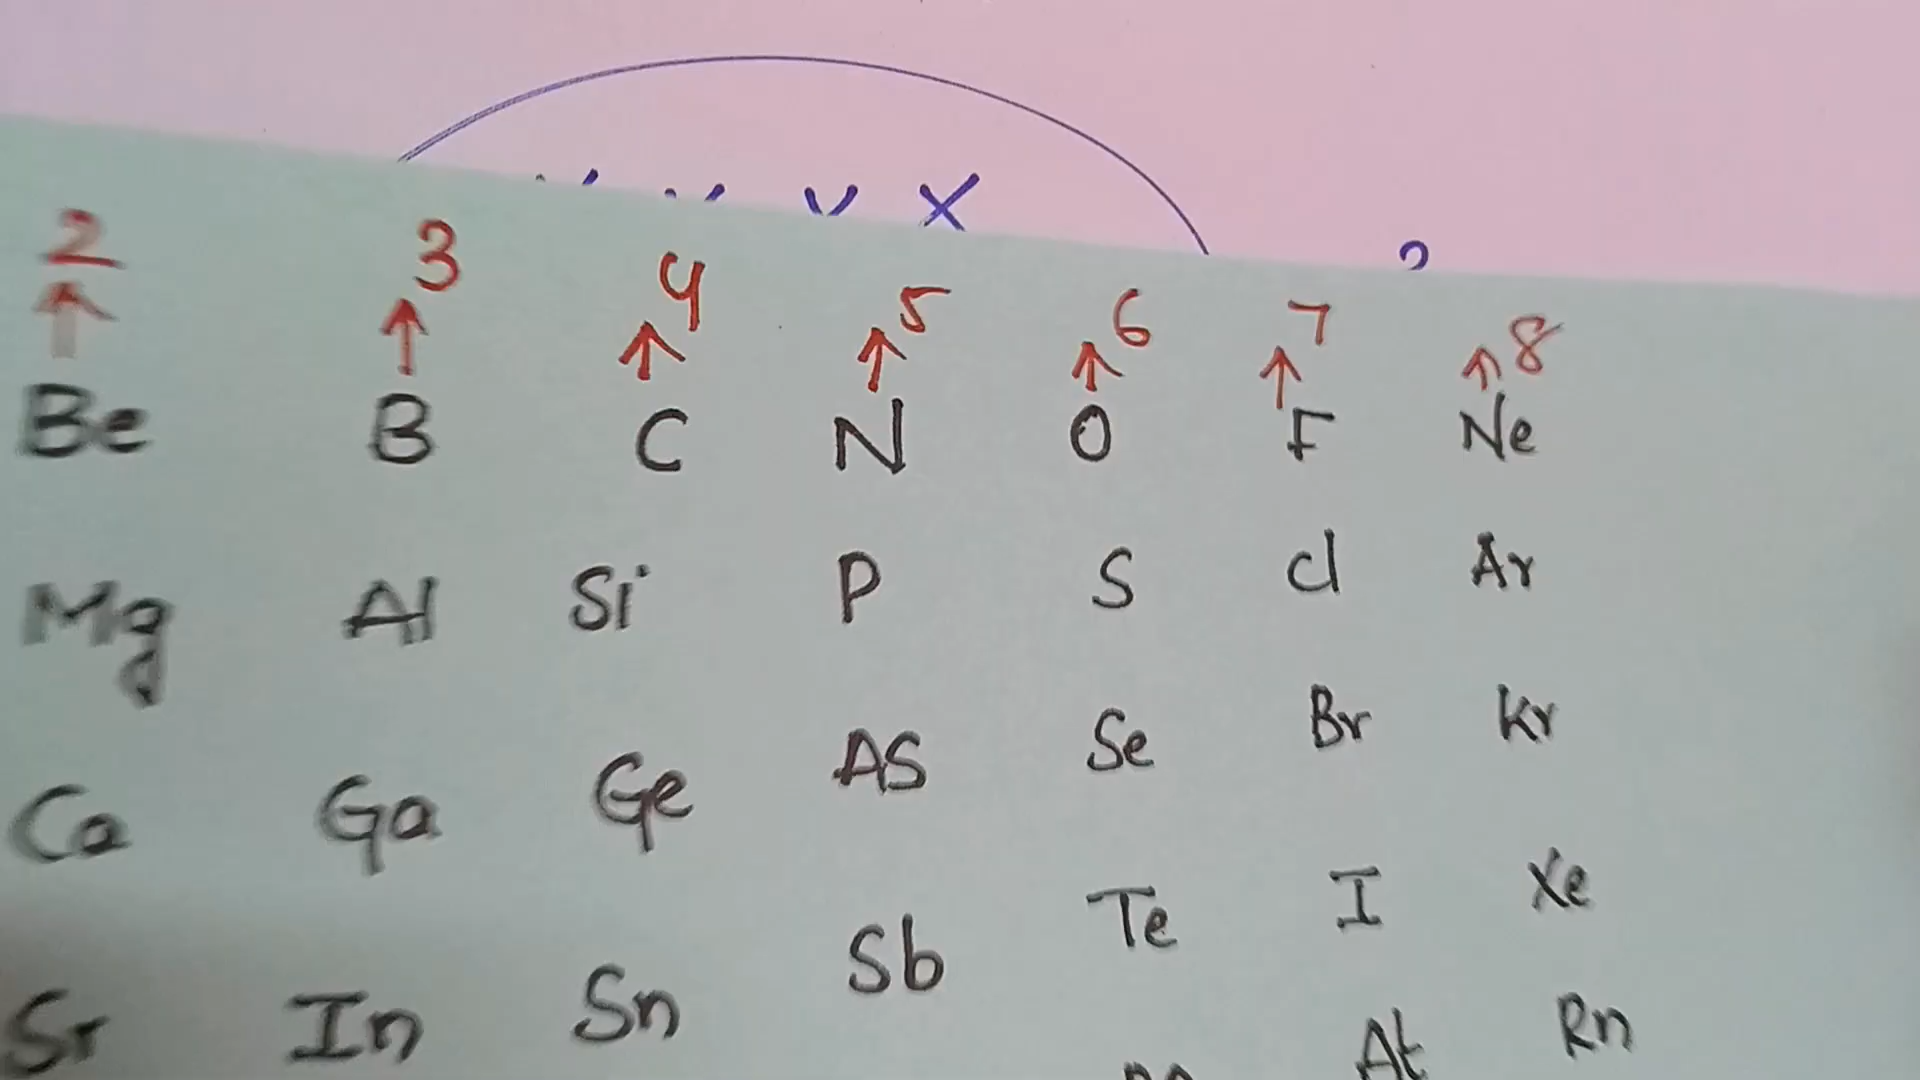 X
2 3 4 5 6 7 8
Be B C N O F Ne
Mg Al Si P S Cl Ar
Ca Ga Ge AS Se Br Kr
Sr In Sn Sb Te I Xe
At Rn